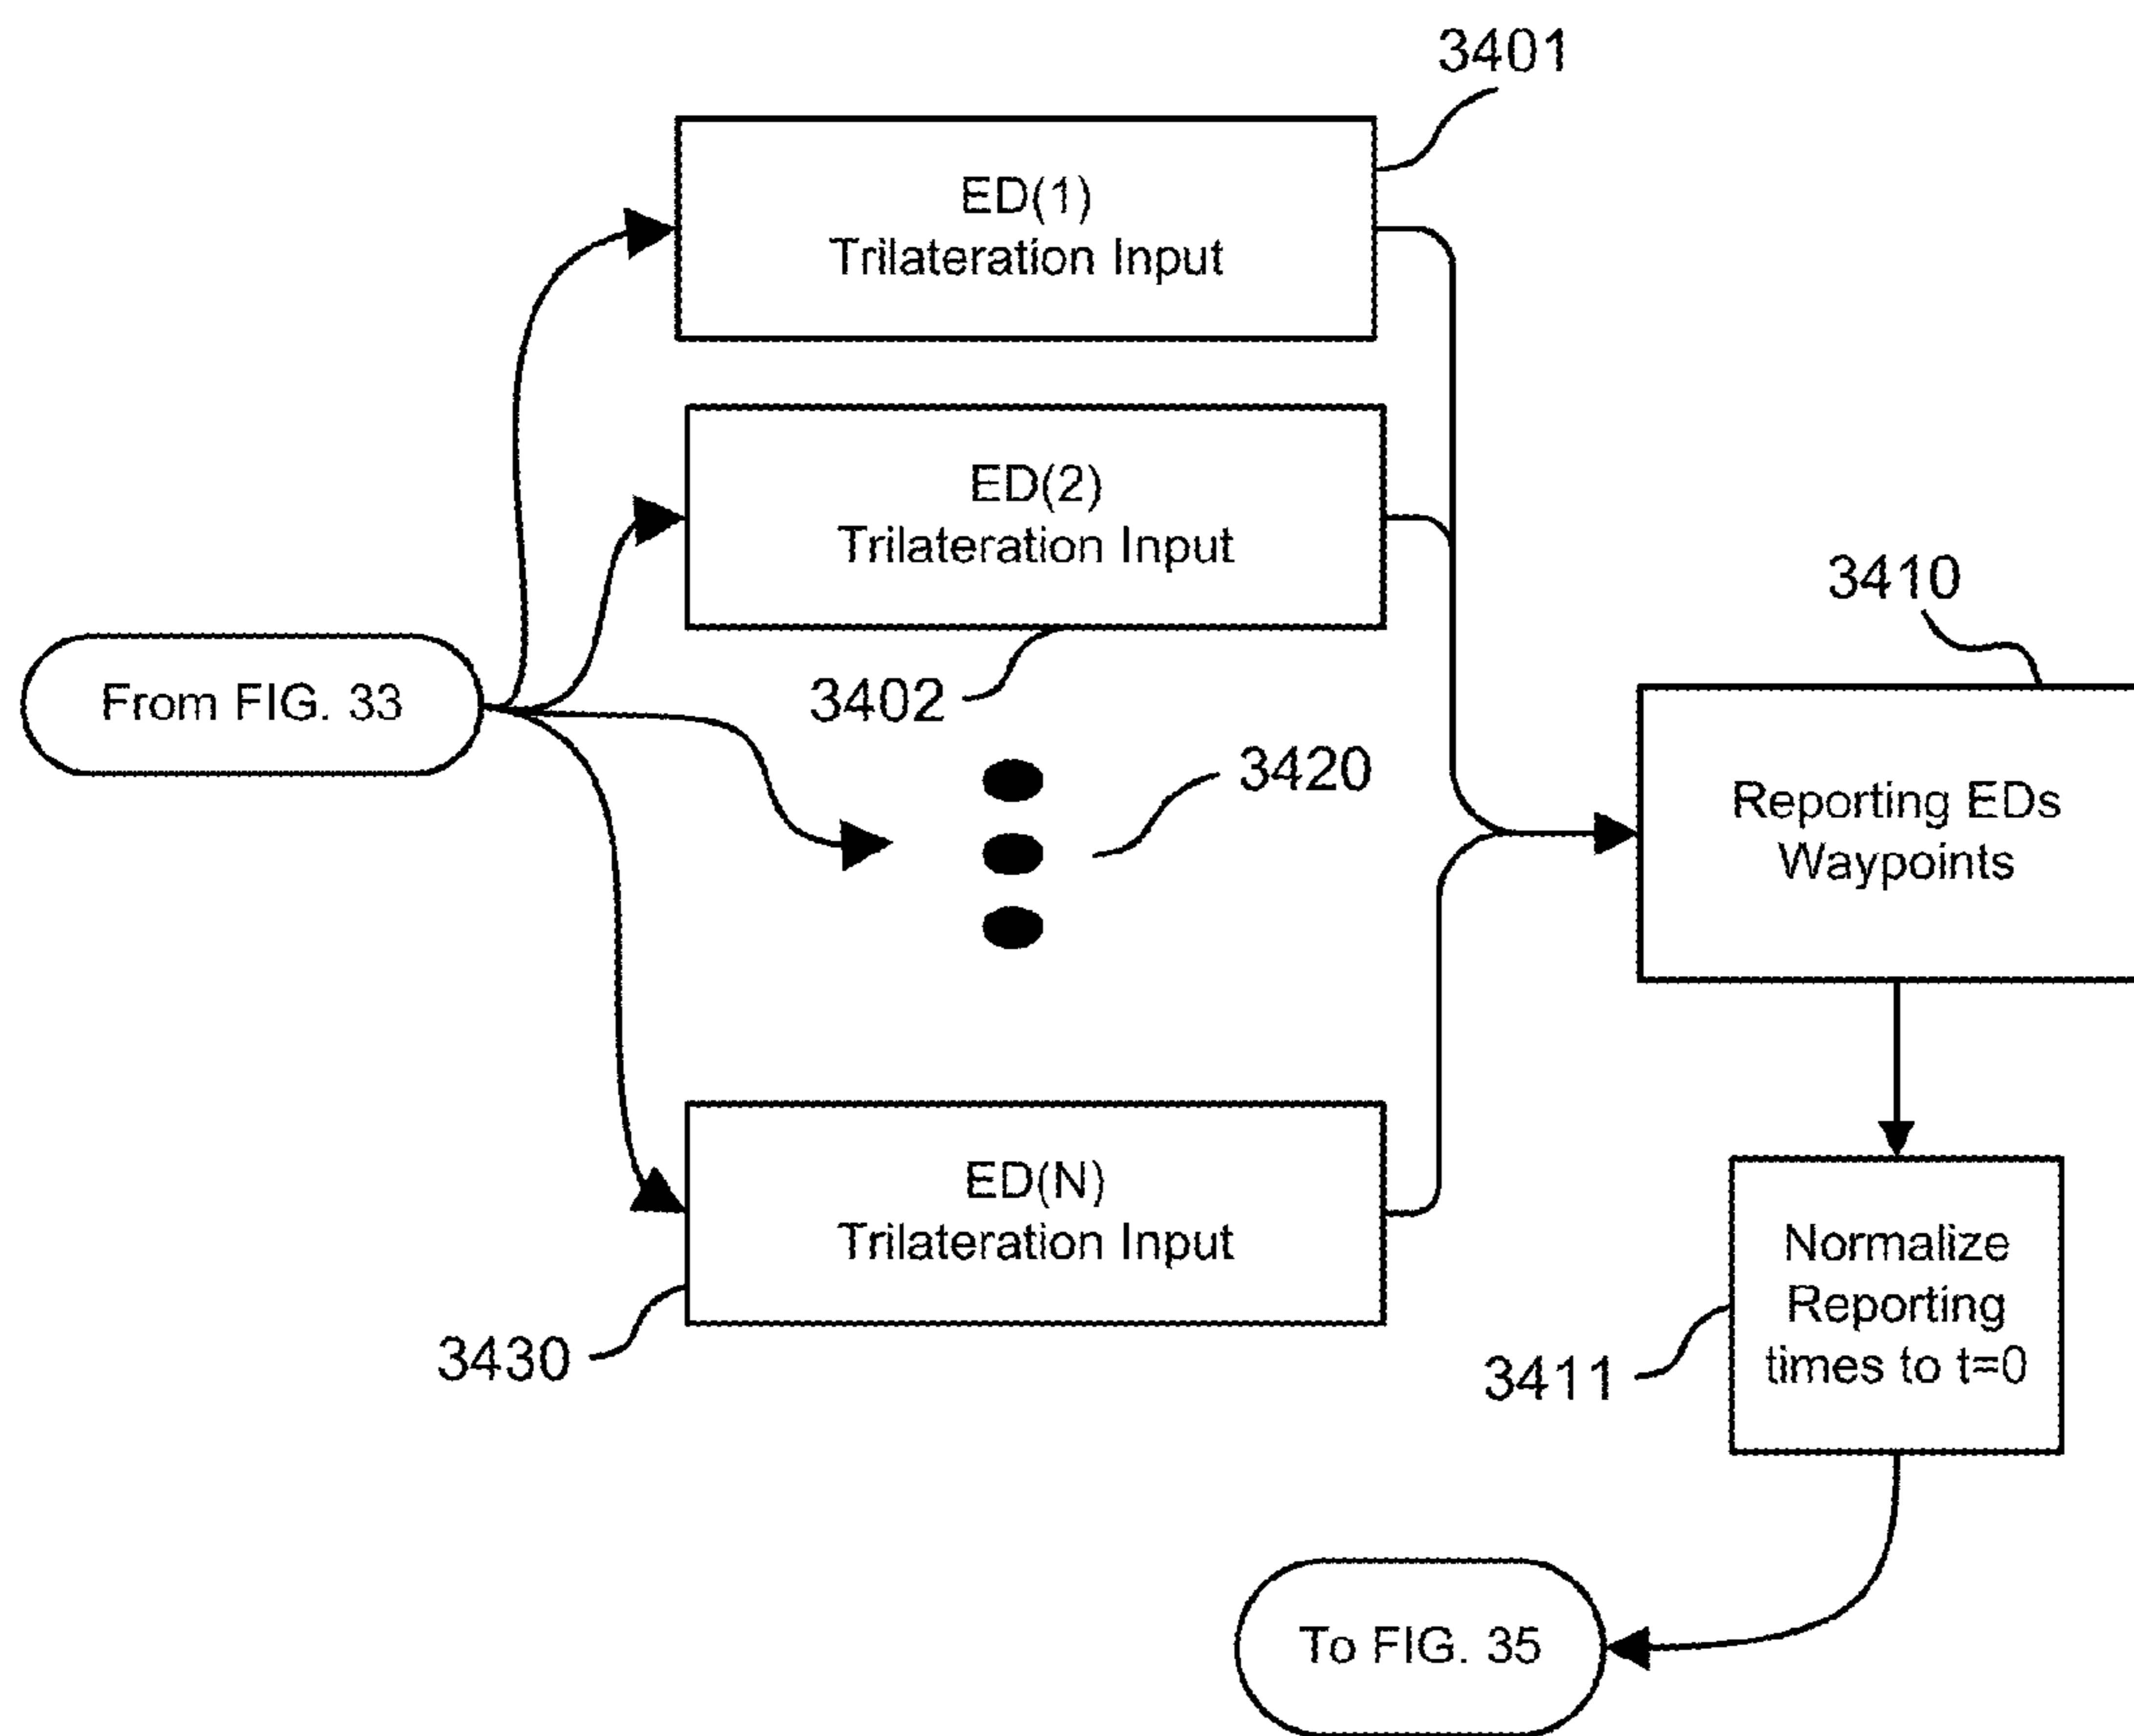 3401
ED(1)
Trilateration Input
ED(2)
Trilateration Input
3410
3402
From FIG. 33
3420
Reporting EDs
Waypoints
ED(N)
Trilateration Input
3430
Normalize
Reporting
times to t=0
3411
To FIG. 35